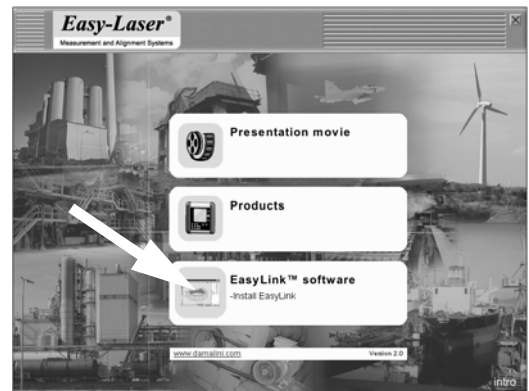 Easy-Laser®
Measurement and Alignment Systems
Presentation movie
Products
EasyLink™ software
-Install EasyLink
www.damalini.com Version 2.0
intro